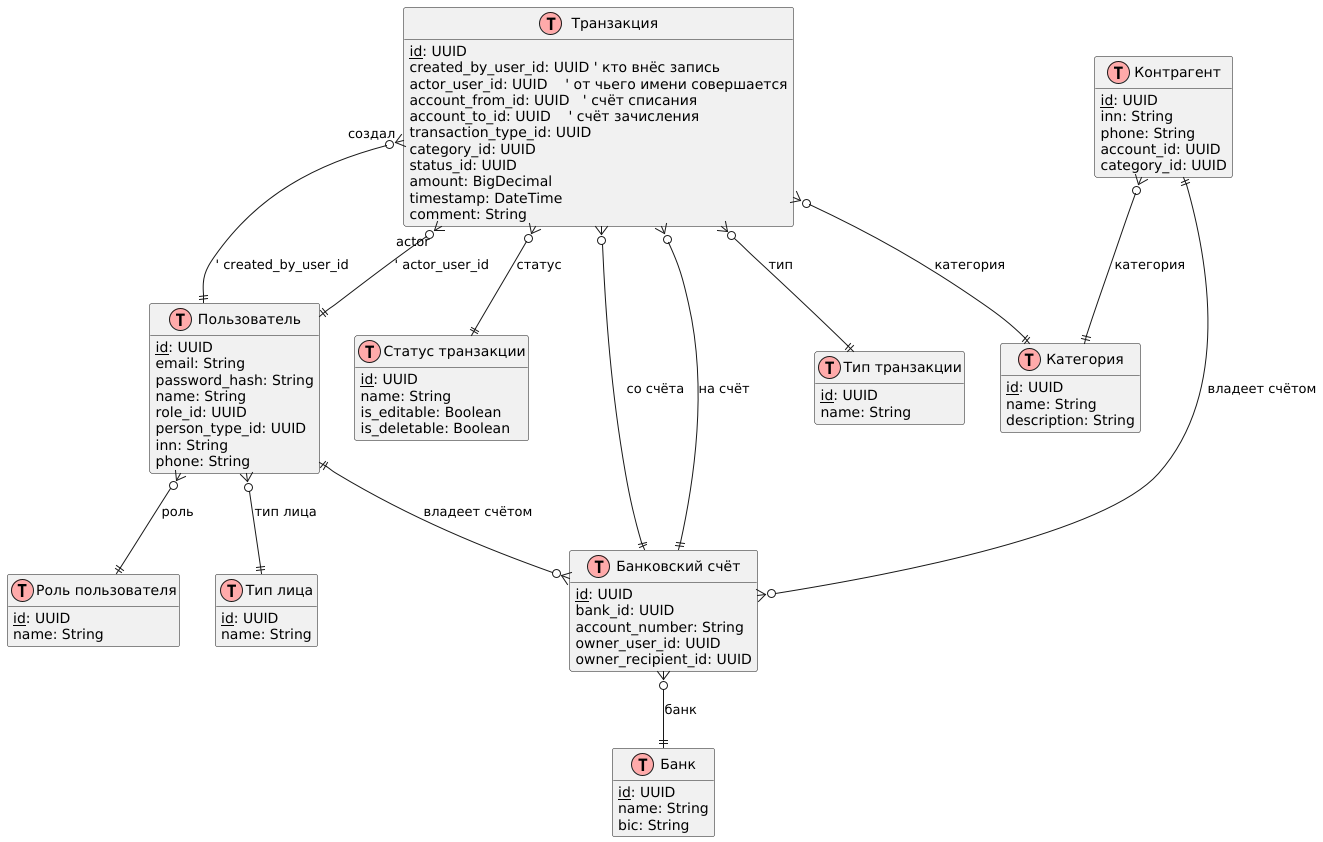 T Транзакция
id: UUID
created_by_user_id: UUID ' кто внёс запись
actor_user_id: UUID    ' от чьего имени совершается
account_from_id: UUID   ' счёт списания
account_to_id: UUID    ' счёт зачисления
transaction_type_id: UUID
category_id: UUID
status_id: UUID
amount: BigDecimal
timestamp: DateTime
comment: String
T Контрагент
id: UUID
inn: String
phone: String
account_id: UUID
category_id: UUID
создал
actor
' created_by_user_id
' actor_user_id
статус
тип
категория
категория
T Пользователь
id: UUID
email: String
password_hash: String
name: String
role_id: UUID
person_type_id: UUID
inn: String
phone: String
T Статус транзакции
id: UUID
name: String
is_editable: Boolean
is_deletable: Boolean
со счёта
на счёт
T Тип транзакции
id: UUID
name: String
T Категория
id: UUID
name: String
description: String
владеет счётом
роль
тип лица
владеет счётом
T Роль пользователя
id: UUID
name: String
T Тип лица
id: UUID
name: String
T Банковский счёт
id: UUID
bank_id: UUID
account_number: String
owner_user_id: UUID
owner_recipient_id: UUID
банк
T Банк
id: UUID
name: String
bic: String